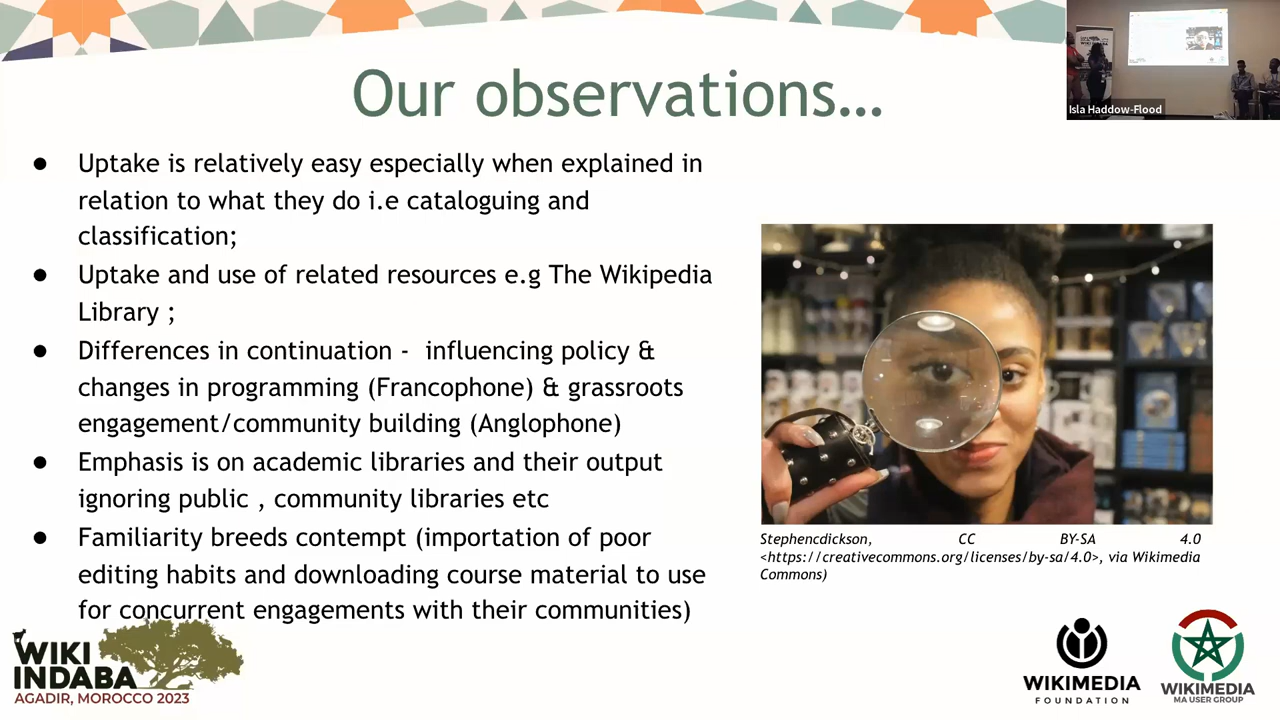 Isla Haddow-Flood
Our observations…
● Uptake is relatively easy especially when explained in
relation to what they do i.e cataloguing and
classification;
● Uptake and use of related resources e.g The Wikipedia
Library ;
● Differences in continuation - influencing policy &
changes in programming (Francophone) & grassroots
engagement/community building (Anglophone)
● Emphasis is on academic libraries and their output
ignoring public , community libraries etc
● Familiarity breeds contempt (importation of poor
editing habits and downloading course material to use
for concurrent engagements with their communities)
Stephencdickson, CC BY-SA 4.0
<https://creativecommons.org/licenses/by-sa/4.0>, via Wikimedia
Commons)
WIKI
INDABA
AGADIR, MOROCCO 2023
WIKIMEDIA
FOUNDATION
WIKIMEDIA
MA USER GROUP